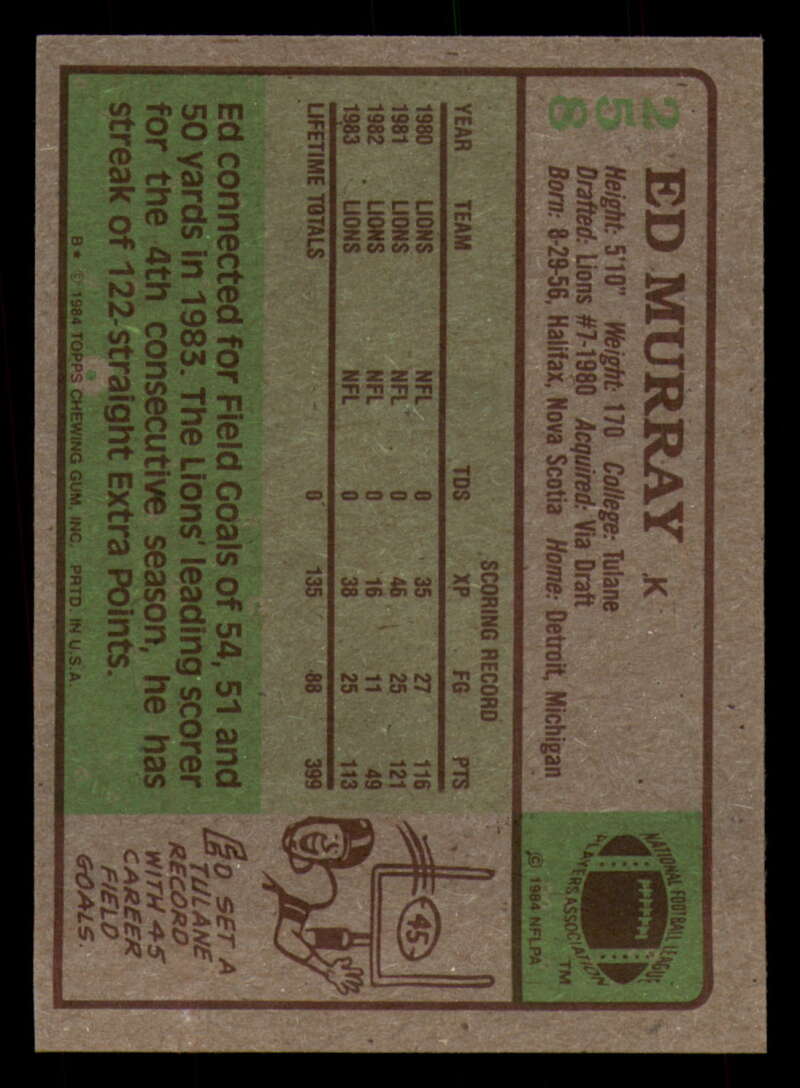 258
ED MURRAY K
Height: 5'10" Weight: 170 College: Tulane
Drafted: Lions #7-1980 Acquired: Via Draft
Born: 8-29-56, Halifax, Nova Scotia Home: Detroit, Michigan
NATIONAL FOOTBALL LEAGUE
PLAYERS ASSOCIATION
TM
© 1984 NFLPA
SCORING RECORD
YEAR TEAM TDS XP FG PTS
1980 LIONS NFL 0 35 27 116
1981 LIONS NFL 0 46 25 121
1982 LIONS NFL 0 16 11 49
1983 LIONS NFL 0 38 25 113
LIFETIME TOTALS 0 135 88 399
45
Ed connected for Field Goals of 54, 51 and
50 yards in 1983. The Lions' leading scorer
for the 4th consecutive season, he has
streak of 122-straight Extra Points.
ED SET A
TULANE
RECORD
WITH 45
CAREER
FIELD
GOALS.
B* © 1984 TOPPS CHEWING GUM, INC. PRTD. IN U.S.A.